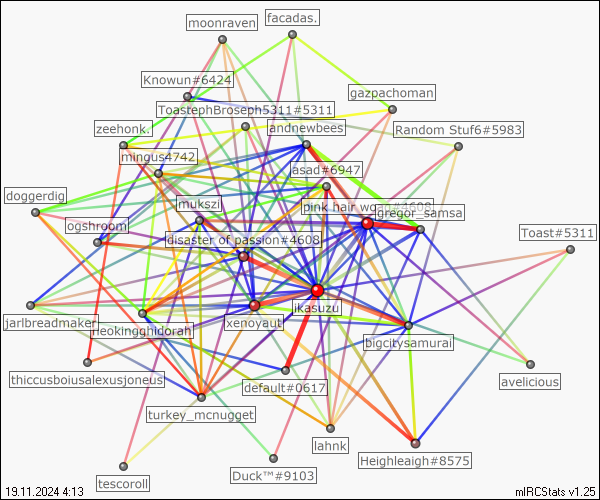 facadas.
moonraven
Knowun#6424
gazpachoman
ToastephBroseph5311#5311
zeehonk.
andnewbees
Random Stuf6#5983
mingus4742
asad#6947
doggerdig
mukszi
pink hair woan#4608
gregor_samsa
ogshroom
disaster of passion#4608
Toast#5311
ikasuzu
jarlbreadmaker
neokingghidorah
xenoyaut
bigcitysamurai
thiccusboiusalexusjoneus
default#0617
avelicious
turkey_mcnugget
lahnk
Heighleaigh#8575
tescoroll
Duck™#9103
19.11.2024 4:13
mIRCStats v1.25